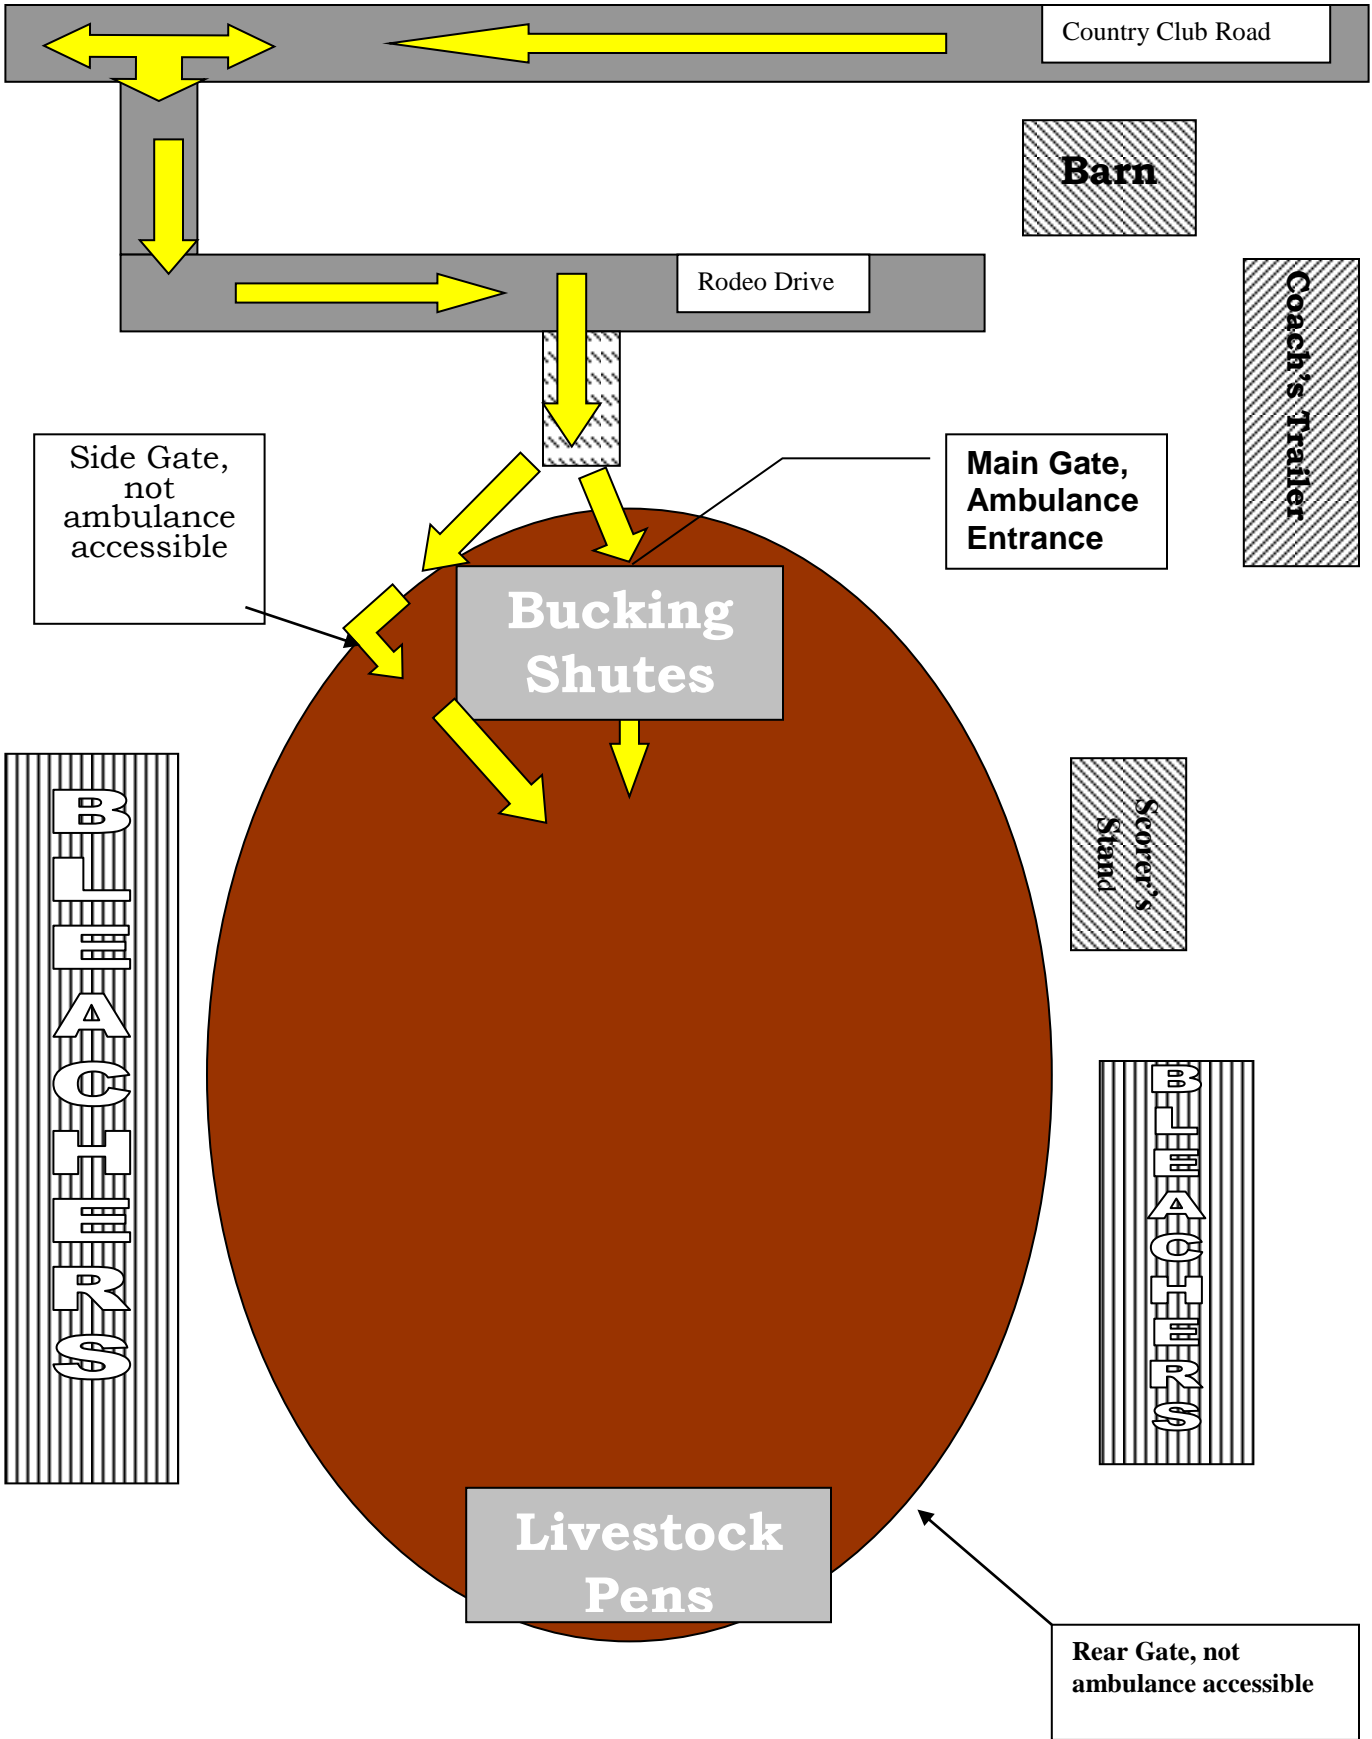 Country Club Road
Barn
Rodeo Drive
Coach's Trailer
Side Gate,
not
ambulance
accessible
Main Gate,
Ambulance
Entrance
Bucking
Shutes
Scorer's
Stand
BLEACHERS
BLEACHERS
Livestock
Pens
Rear Gate, not
ambulance accessible